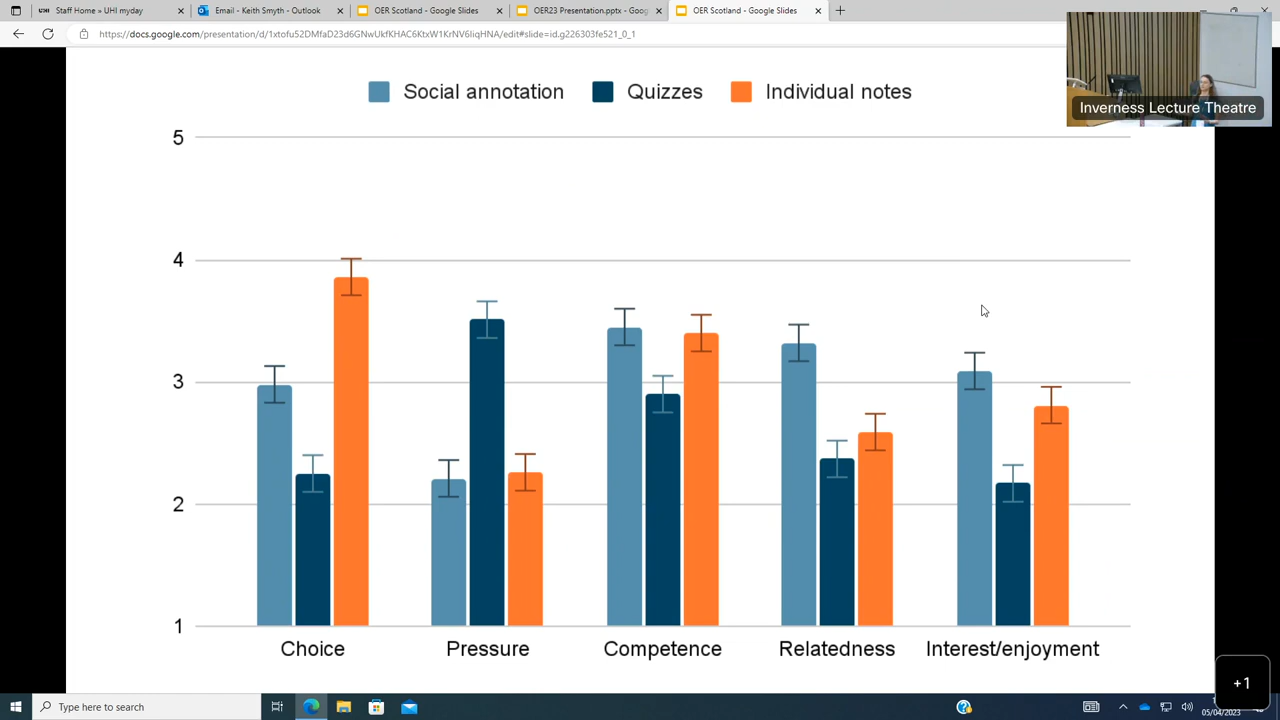 Staff Home » UHI myday
Email - Keith Smyth - Outlook
OER Scotland - Google Slides
OER23 Presentation.pptx - Goog
OER Scotland - Google Slides
https://docs.google.com/presentation/d/1xtofu52DMfaD23d6GNwUkfKHAC6KtxW1KrNV6IiqHNA/edit#slide=id.g226303fe521_0_1
Inverness Lecture Theatre
Social annotation Quizzes Individual notes
5
4
3
2
1
Choice Pressure Competence Relatedness Interest/enjoyment
+1
Type here to search
05/04/2023